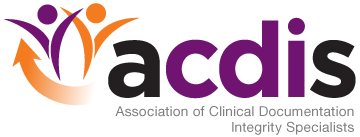 acdis
Association of Clinical Documentation
Integrity Specialists